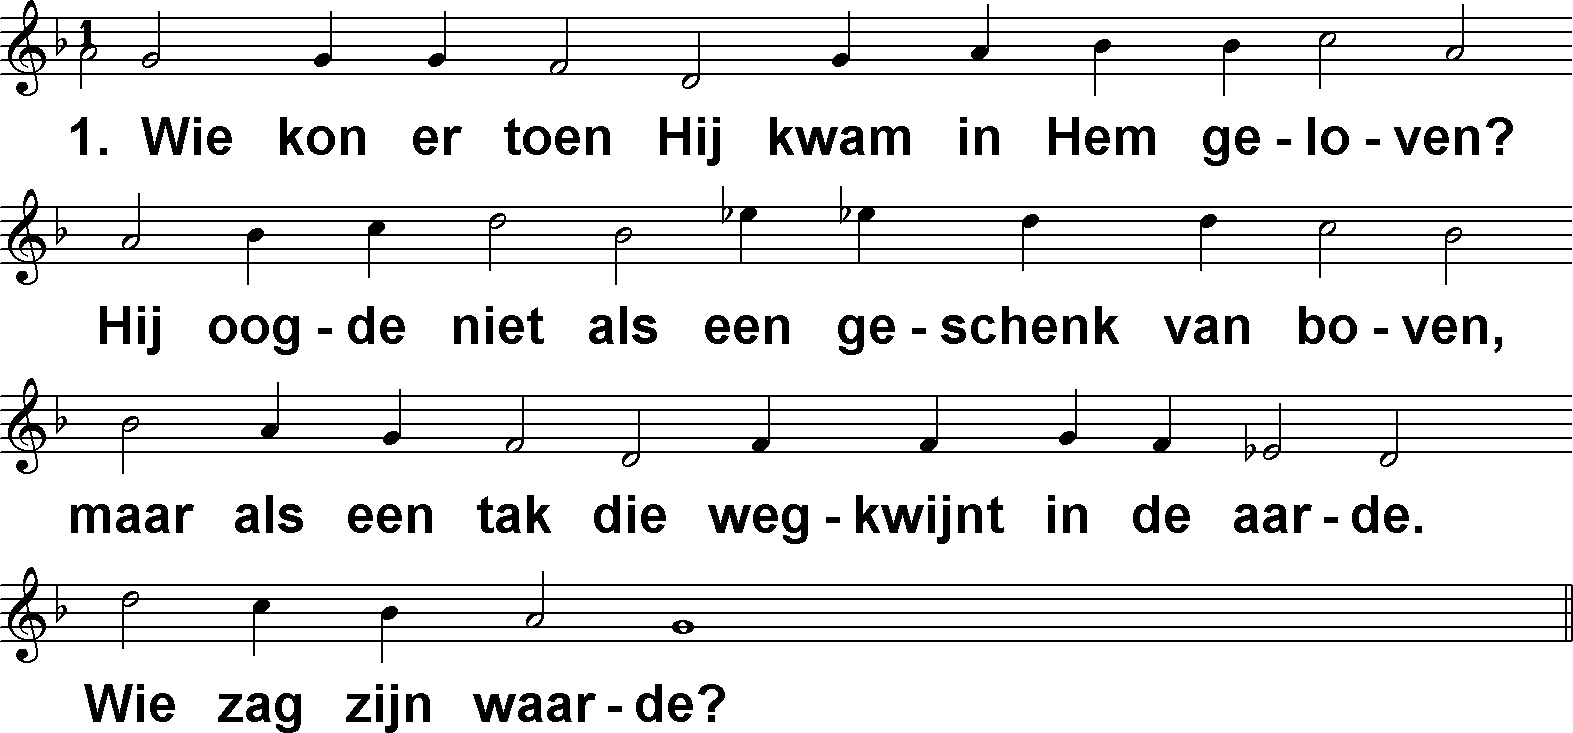 1
1. Wie kon er toen Hij kwam in Hem ge - lo - ven?
Hij oog - de niet als een ge - schenk van bo - ven,
maar als een tak die weg - kwijnt in de aar - de.
Wie zag zijn waar - de?